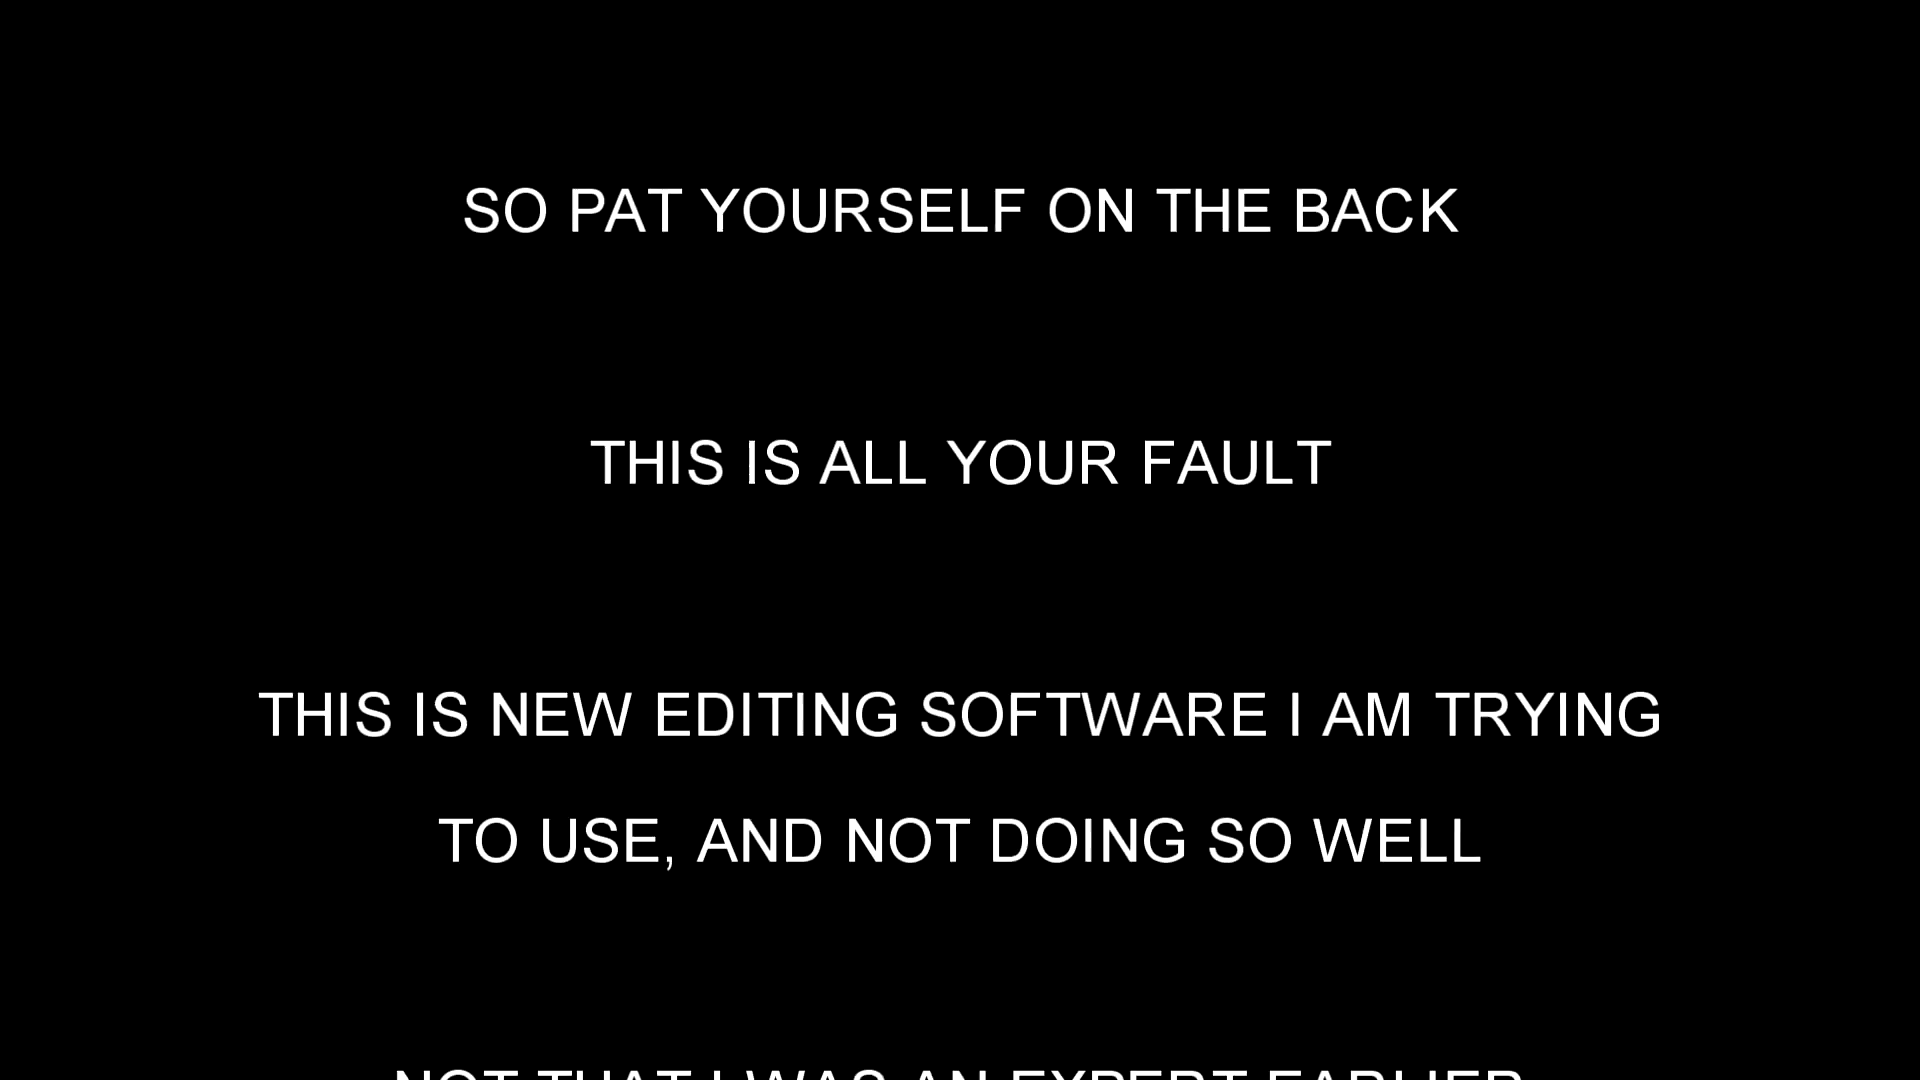 SO PAT YOURSELF ON THE BACK
THIS IS ALL YOUR FAULT
THIS IS NEW EDITING SOFTWARE I AM TRYING
TO USE, AND NOT DOING SO WELL
NOT THAT I WAS AN EXPERT EARLIER